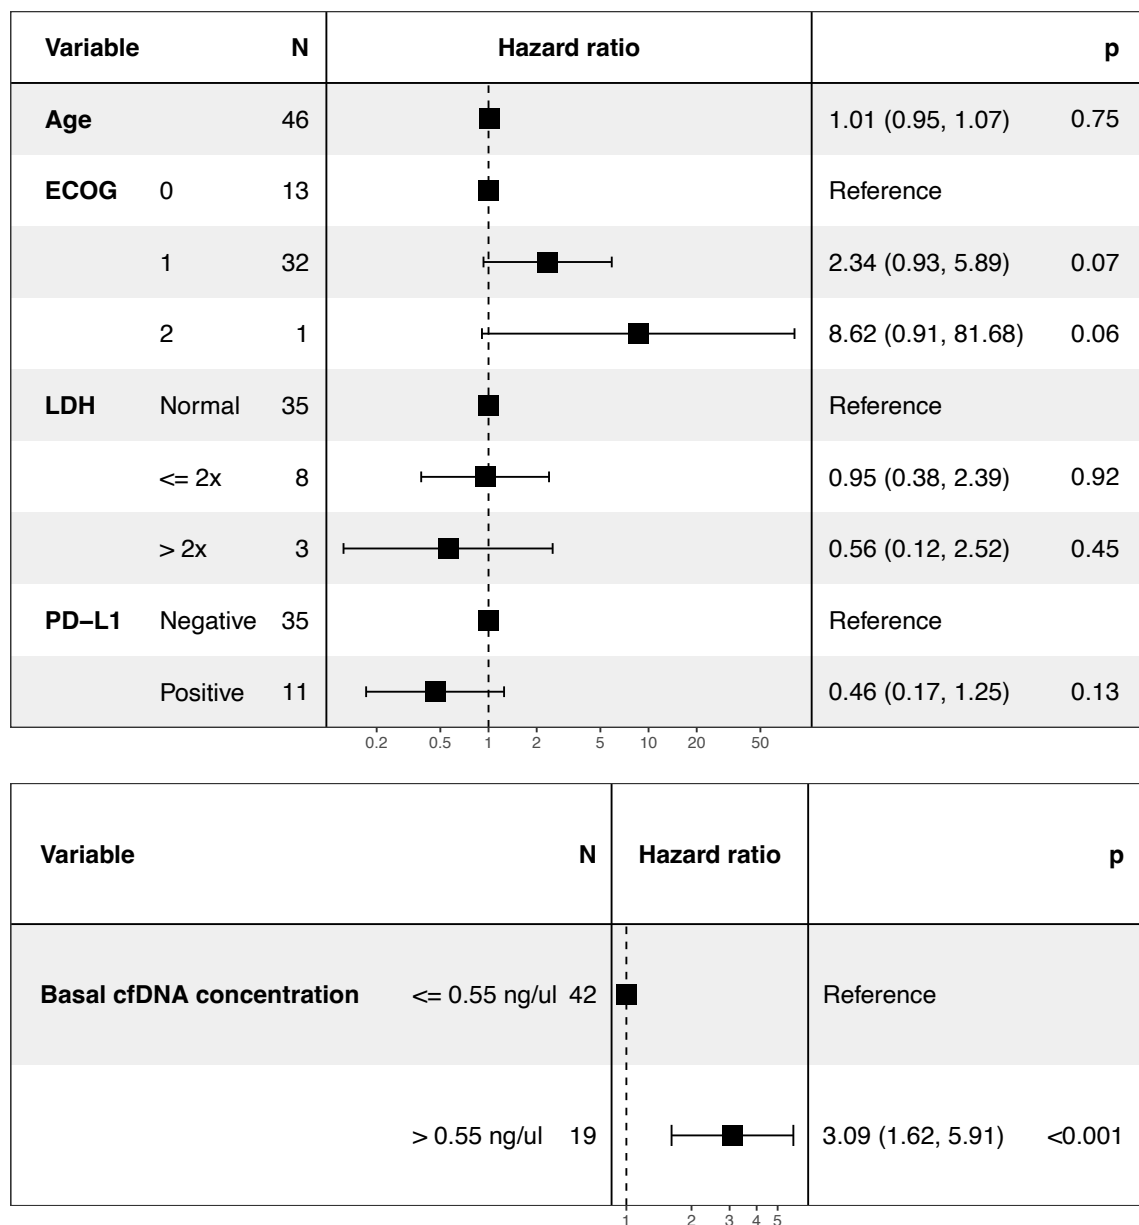 Variable N Hazard ratio p
Age 46 1.01 (0.95, 1.07) 0.75
ECOG 0 13 Reference
1 32 2.34 (0.93, 5.89) 0.07
2 1 8.62 (0.91, 81.68) 0.06
LDH Normal 35 Reference
<= 2x 8 0.95 (0.38, 2.39) 0.92
> 2x 3 0.56 (0.12, 2.52) 0.45
PD−L1 Negative 35 Reference
Positive 11 0.46 (0.17, 1.25) 0.13
0.2 0.5 1 2 5 10 20 50
Variable N Hazard ratio p
Basal cfDNA concentration <= 0.55 ng/ul 42 Reference
> 0.55 ng/ul 19 3.09 (1.62, 5.91) <0.001
1 2 3 4 5